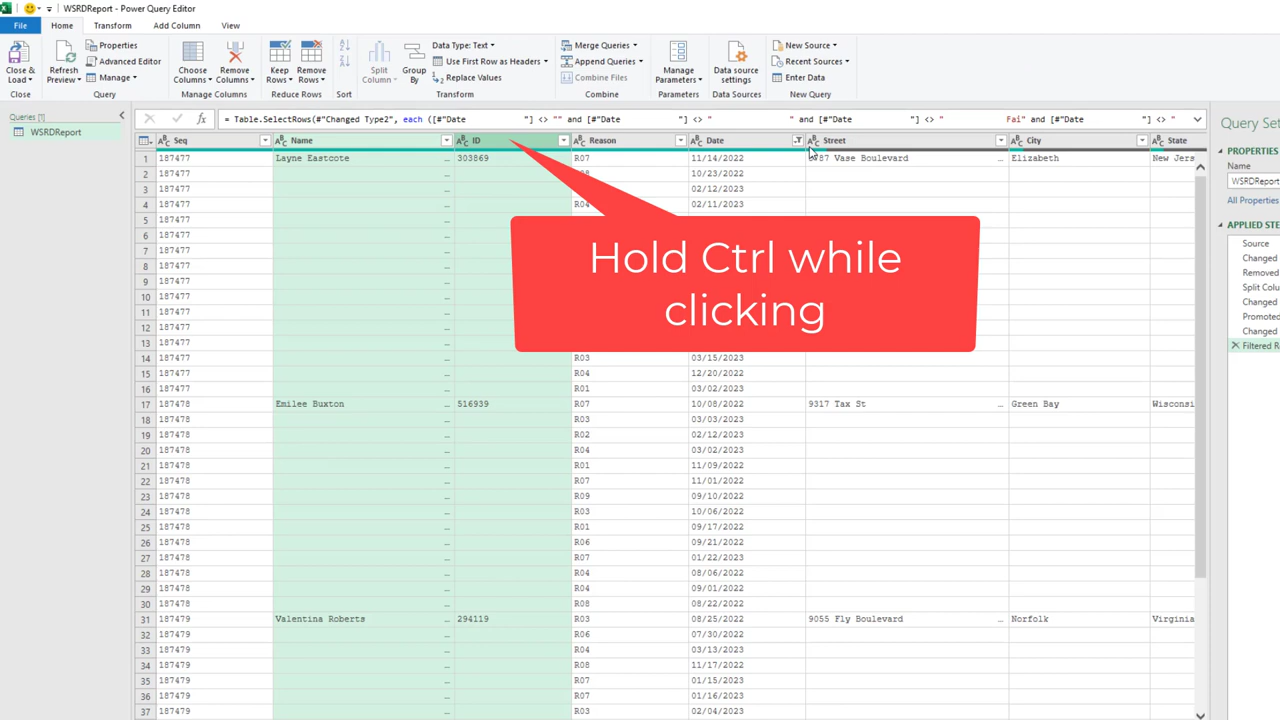 WSRDReport - Power Query Editor
File Home Transform Add Column View
Close & Load Refresh Preview Properties Advanced Editor Manage Choose Columns Remove Columns Keep Rows Remove Rows Split Column Group By Data Type: Text Use First Row as Headers Replace Values Merge Queries Append Queries Combine Files Manage Parameters Data source settings New Source Recent Sources Enter Data
Close Query Manage Columns Reduce Rows Sort Transform Combine Parameters Data Sources New Query
Queries [1]
WSRDReport
= Table.SelectRows(#"Changed Type2", each ([#"Date "] <> "" and [#"Date "] <> " " and [#"Date "] <> " Fai" and [#"Date "] <> "
Seq Name ID Reason Date Street City State
1 187477 Layne Eastcote ... 303869 R07 11/14/2022 87 Vase Boulevard ... Elizabeth New Jers
2 187477 ... 10/23/2022
3 187477 ... 02/12/2023
4 187477 ... R04 02/11/2023
5 187477 ...
6 187477 ...
7 187477 ...
8 187477 ...
9 187477 ...
10 187477 ...
11 187477 ...
12 187477 ...
13 187477 ...
14 187477 ... R03 03/15/2023
15 187477 ... R04 12/20/2022
16 187477 ... R01 03/02/2023
17 187478 Emilee Buxton ... 516939 R07 10/08/2022 9317 Tax St ... Green Bay Wisconsi
18 187478 ... R03 03/03/2023
19 187478 ... R02 02/12/2023
20 187478 ... R04 03/02/2023
21 187478 ... R01 11/09/2022
22 187478 ... R07 11/01/2022
23 187478 ... R09 09/10/2022
24 187478 ... R03 10/06/2022
25 187478 ... R01 09/17/2022
26 187478 ... R06 09/21/2022
27 187478 ... R07 01/22/2023
28 187478 ... R04 08/06/2022
29 187478 ... R04 09/01/2022
30 187478 ... R08 08/22/2022
31 187479 Valentina Roberts ... 294119 R03 08/25/2022 9055 Fly Boulevard ... Norfolk Virginia
32 187479 ... R06 07/30/2022
33 187479 ... R04 03/13/2023
34 187479 ... R08 11/17/2022
35 187479 ... R07 01/15/2023
36 187479 ... R07 01/16/2023
37 187479 ... R03 02/04/2023
Hold Ctrl while
clicking
Query Set
PROPERTIES
Name
WSRDReport
All Properties
APPLIED STE
Source
Changed
Removed
Split Colu
Changed
Promoted
Changed
Filtered R